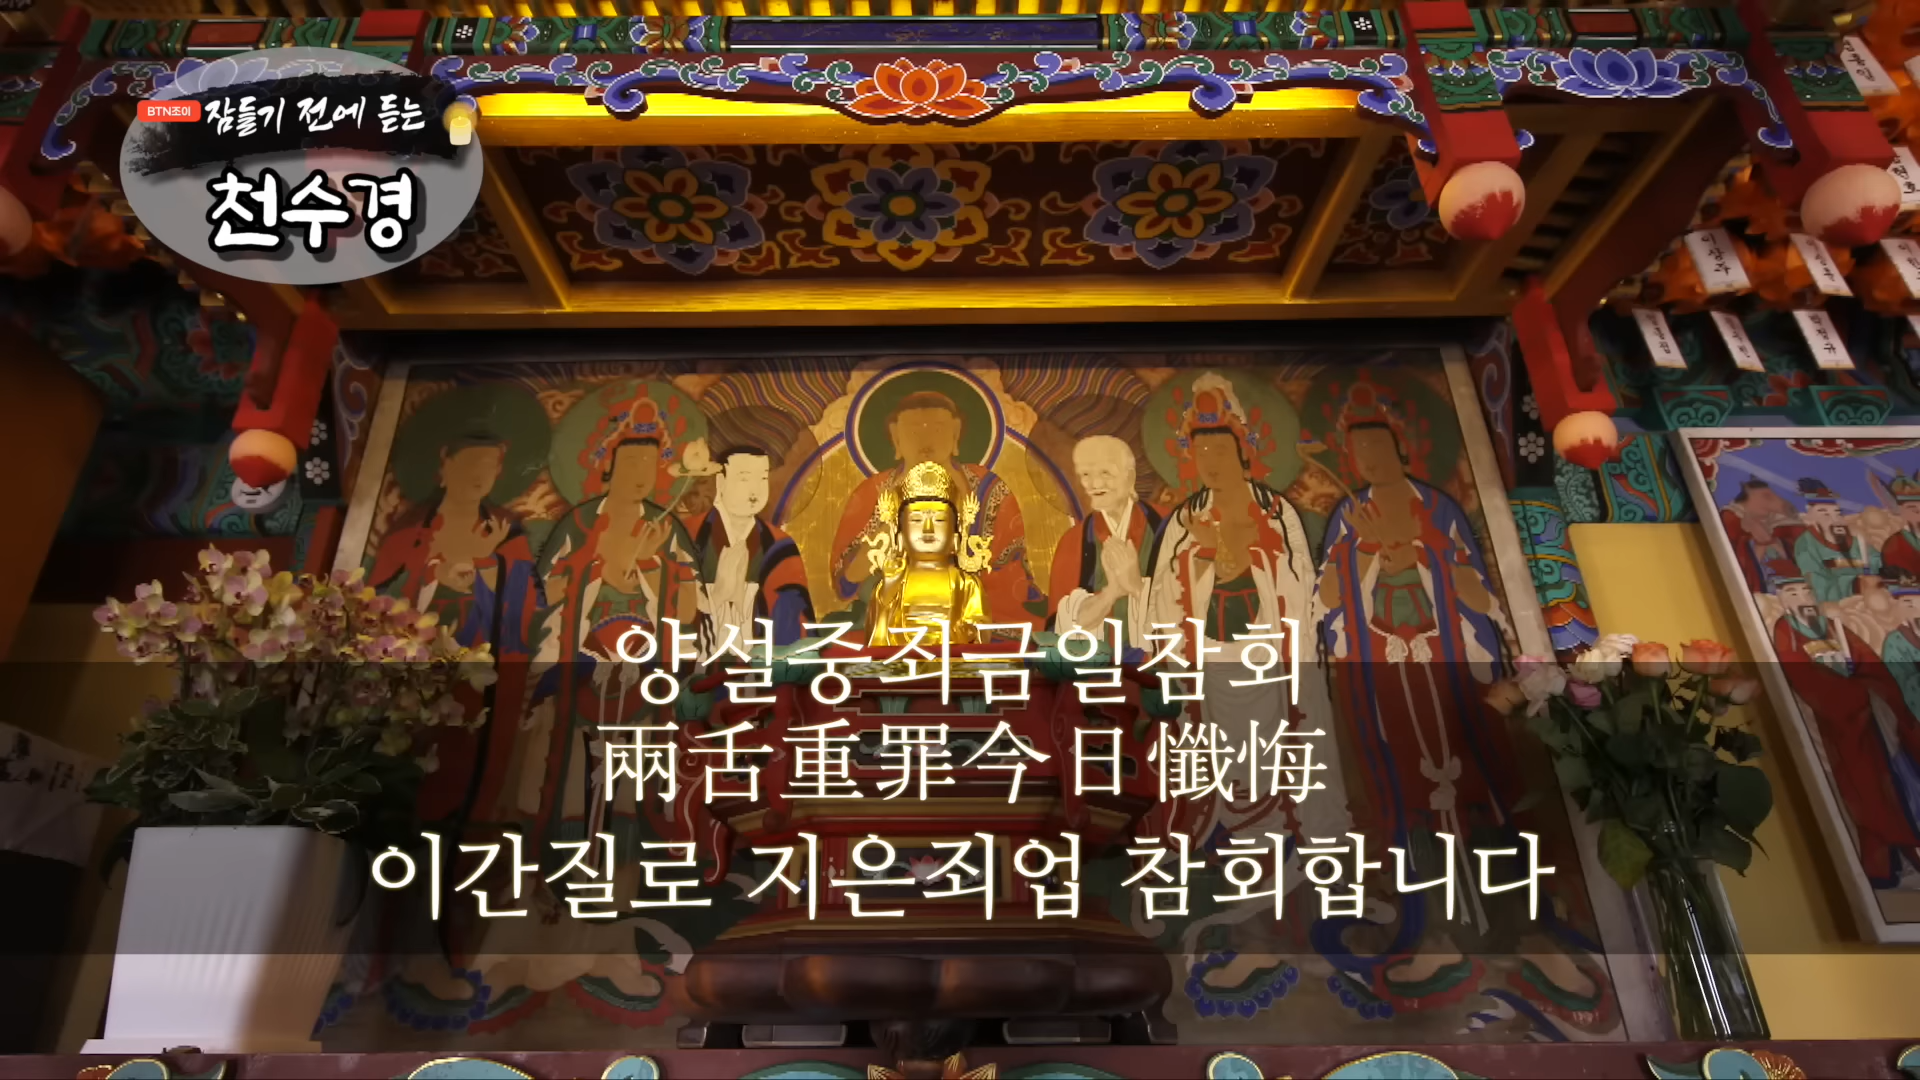 BTN조이
잠들기 전에 듣는
천수경
양설중죄금일참회
兩舌重罪今日懺悔
이간질로 지은죄업 참회합니다